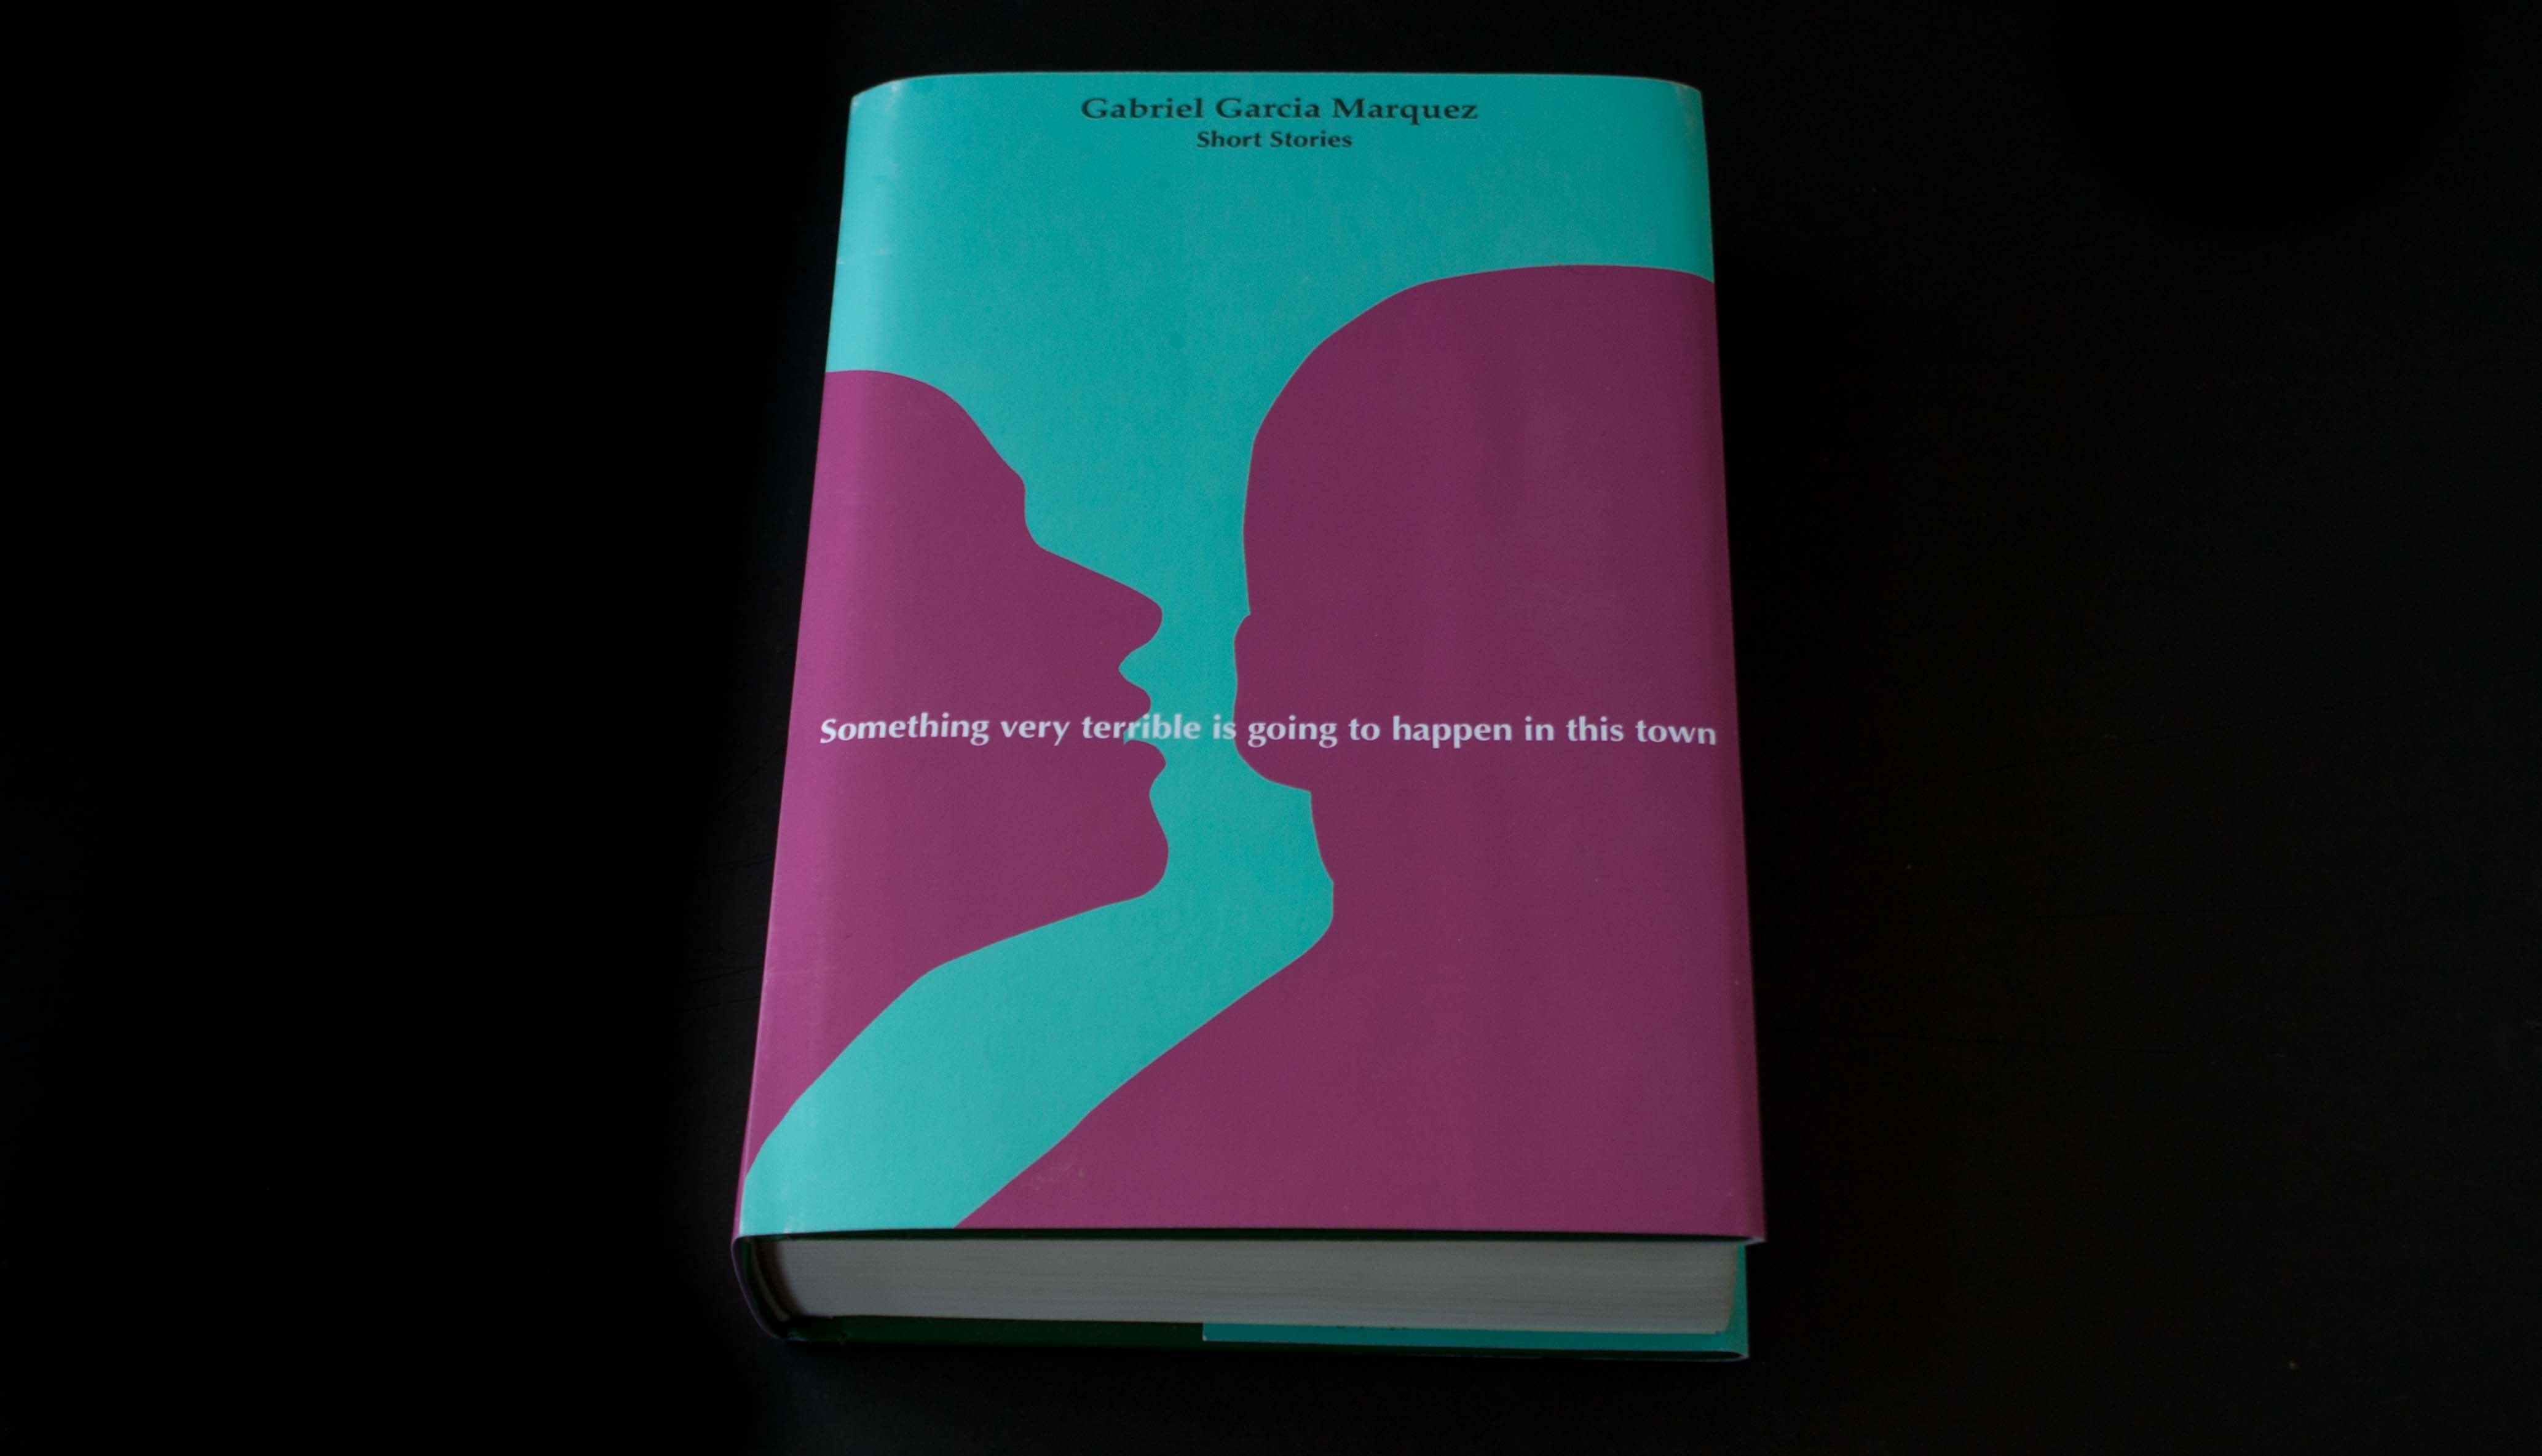 Gabriel Garcia Marquez
Short Stories
Something very terrible is going to happen in this town